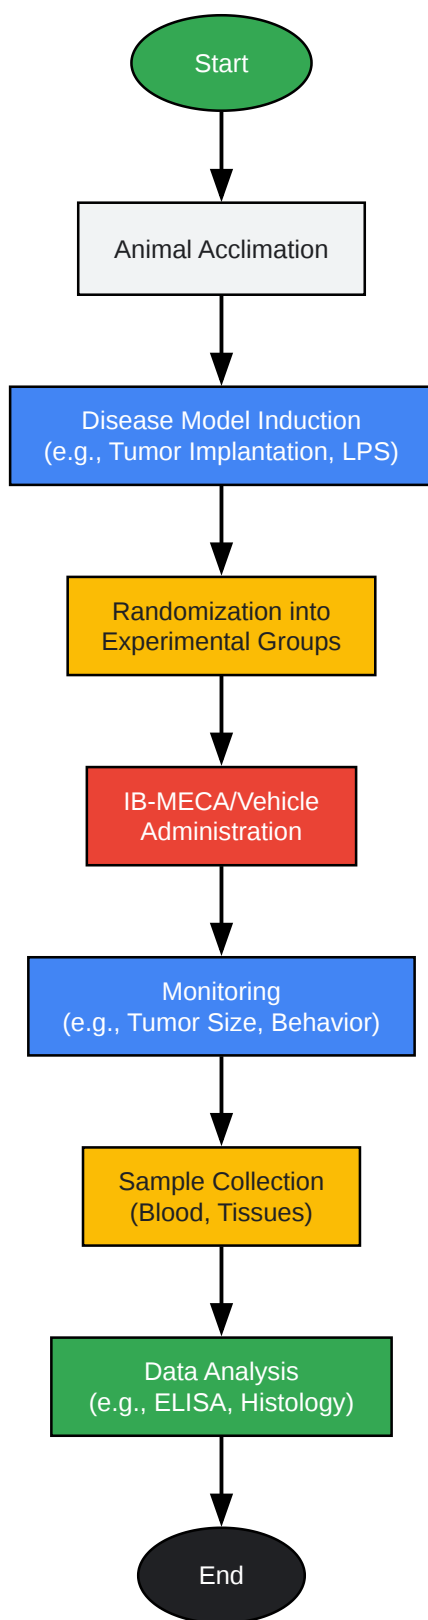 Start
Animal Acclimation
Disease Model Induction
(e.g., Tumor Implantation, LPS)
Randomization into
Experimental Groups
IB-MECA/Vehicle
Administration
Monitoring
(e.g., Tumor Size, Behavior)
Sample Collection
(Blood, Tissues)
Data Analysis
(e.g., ELISA, Histology)
End